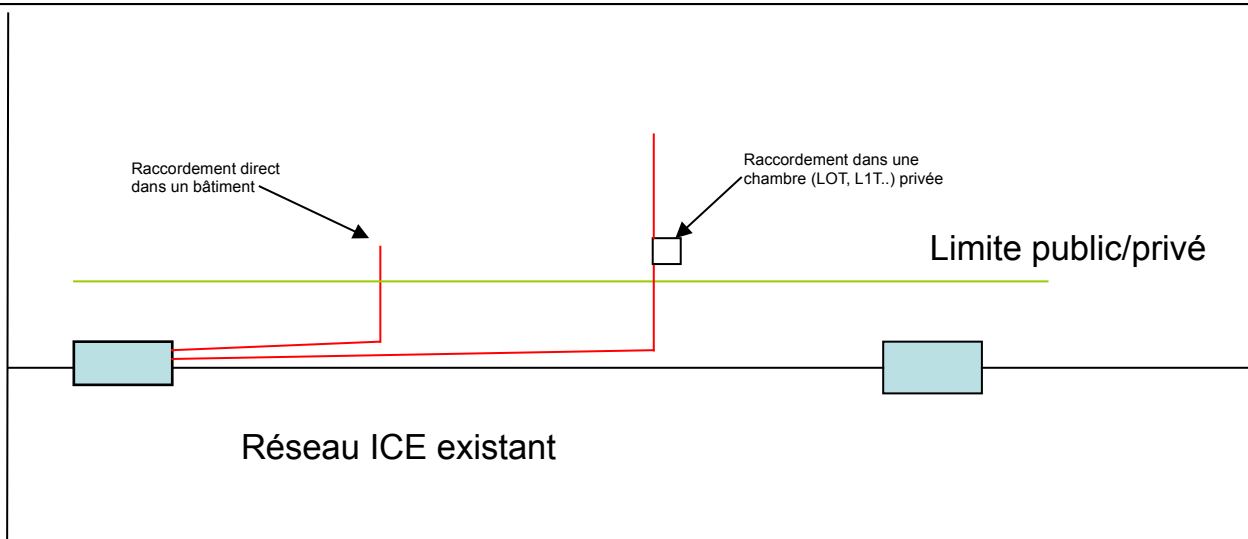 Raccordement direct
dans un bâtiment
Raccordement dans une
chambre (LOT, L1T..) privée
Limite public/privé
Réseau ICE existant